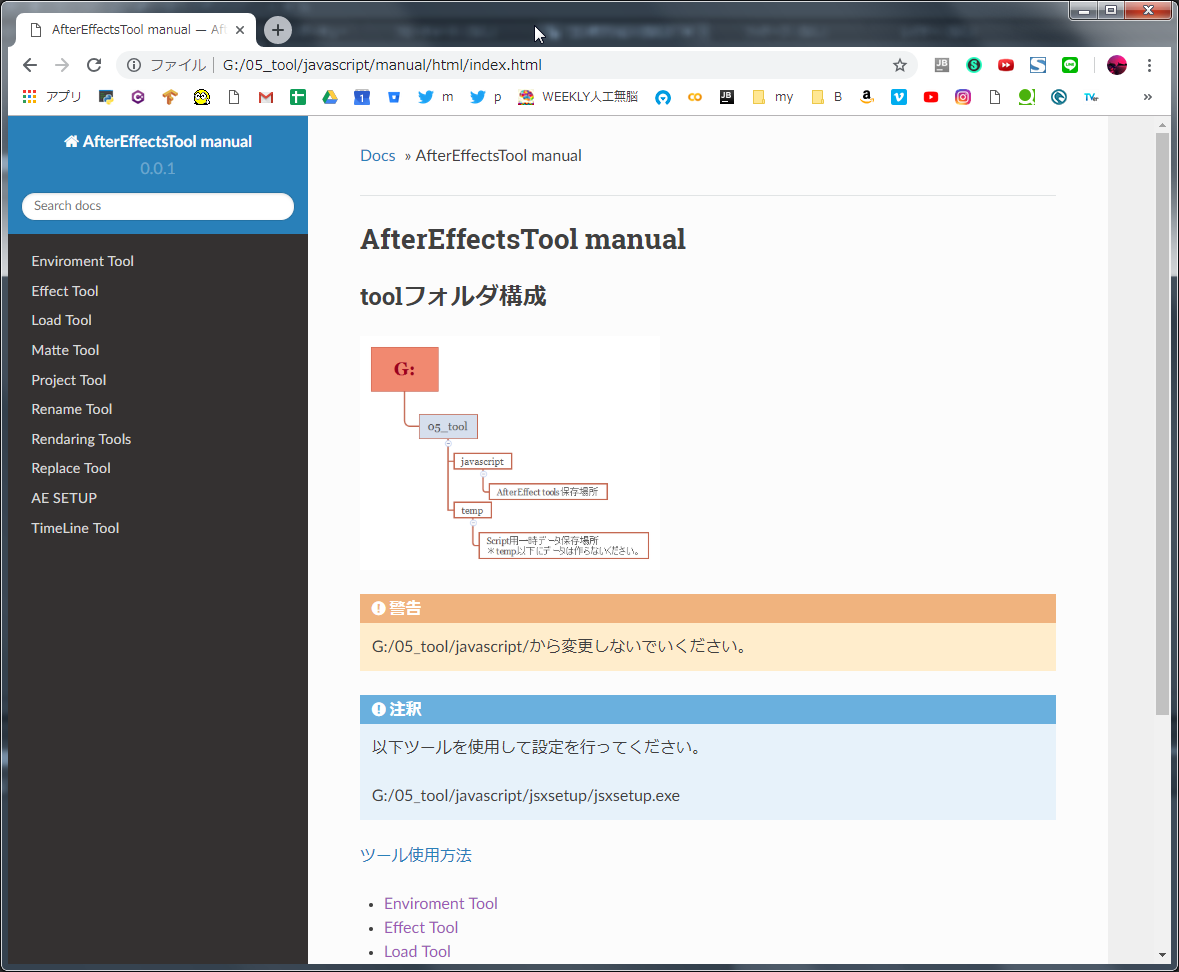 AfterEffectsTool manual — Af
ファイル | G:/05_tool/javascript/manual/html/index.html
アプリ m p WEEKLY人工無脳 my B
AfterEffectsTool manual
0.0.1
Search docs
Enviroment Tool
Effect Tool
Load Tool
Matte Tool
Project Tool
Rename Tool
Rendaring Tools
Replace Tool
AE SETUP
TimeLine Tool
Docs » AfterEffectsTool manual
AfterEffectsTool manual
toolフォルダ構成
G:
05_tool
javascript
AfterEffect tools 保存場所
temp
Script用一時データ保存場所
※temp以下にデータは作らないください。
警告
G:/05_tool/javascript/から変更しないでいください。
注釈
以下ツールを使用して設定を行ってください。
G:/05_tool/javascript/jsxsetup/jsxsetup.exe
ツール使用方法
Enviroment Tool
Effect Tool
Load Tool